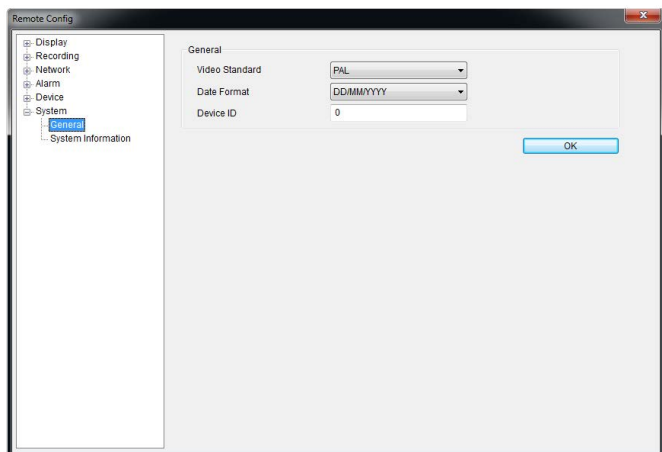 Remote Config
Display
Recording
Network
Alarm
Device
System
General
System Information
General
Video Standard PAL
Date Format DD/MM/YYYY
Device ID 0
OK